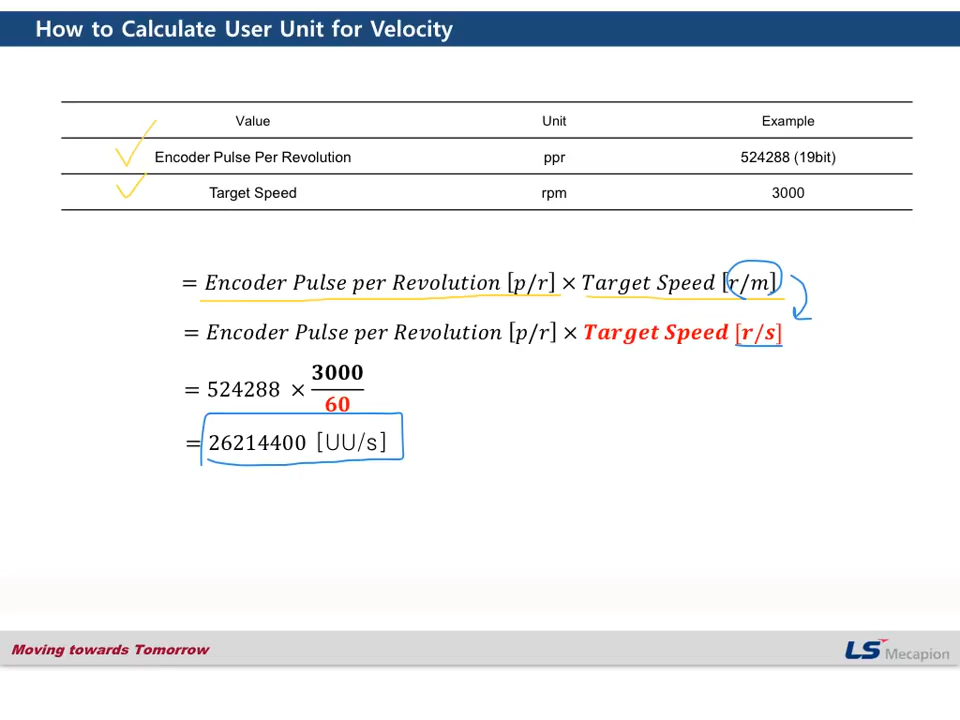 How to Calculate User Unit for Velocity
Value Unit Example
Encoder Pulse Per Revolution ppr 524288 (19bit)
Target Speed rpm 3000
= Encoder Pulse per Revolution [p/r] × Target Speed [r/m]
= Encoder Pulse per Revolution [p/r] × Target Speed [r/s]
= 524288 × 3000/60
= 26214400 [UU/s]
Moving towards Tomorrow
LS Mecapion